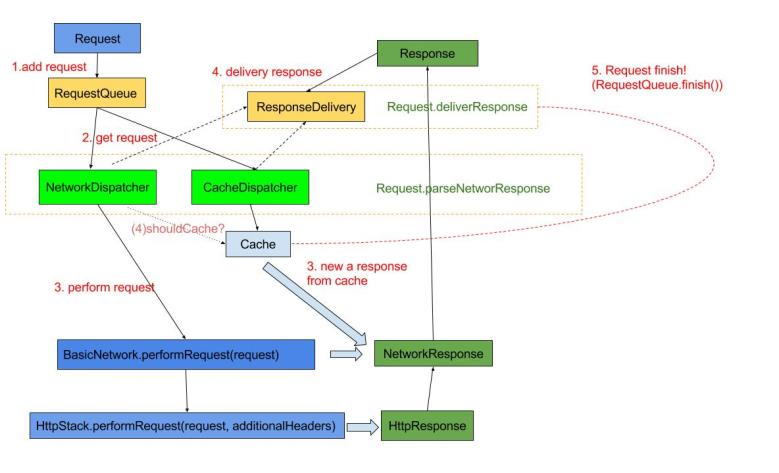 Request
1.add request
RequestQueue
4. delivery response
Response
5. Request finish!
(RequestQueue.finish())
ResponseDelivery
Request.deliverResponse
2. get request
NetworkDispatcher
CacheDispatcher
Request.parseNetworResponse
(4)shouldCache?
Cache
3. perform request
3. new a response
from cache
BasicNetwork.performRequest(request)
NetworkResponse
HttpStack.performRequest(request, additionalHeaders)
HttpResponse